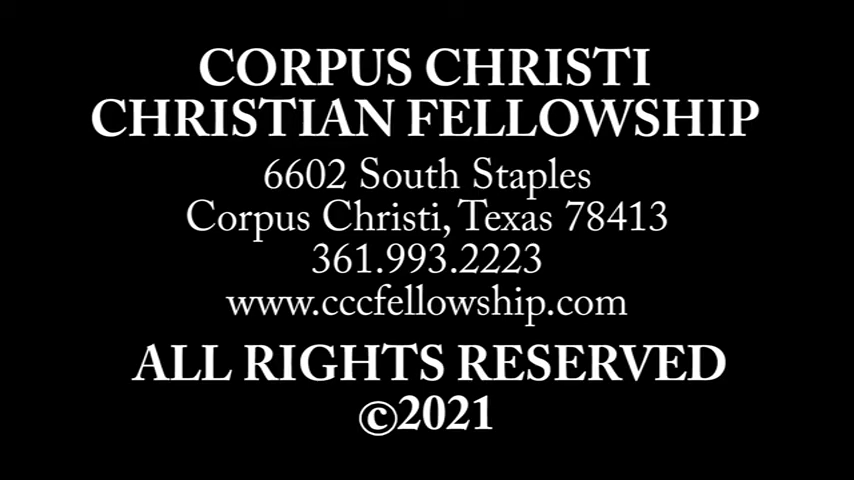 CORPUS CHRISTI
CHRISTIAN FELLOWSHIP
6602 South Staples
Corpus Christi, Texas 78413
361.993.2223
www.cccfellowship.com
ALL RIGHTS RESERVED
©2021